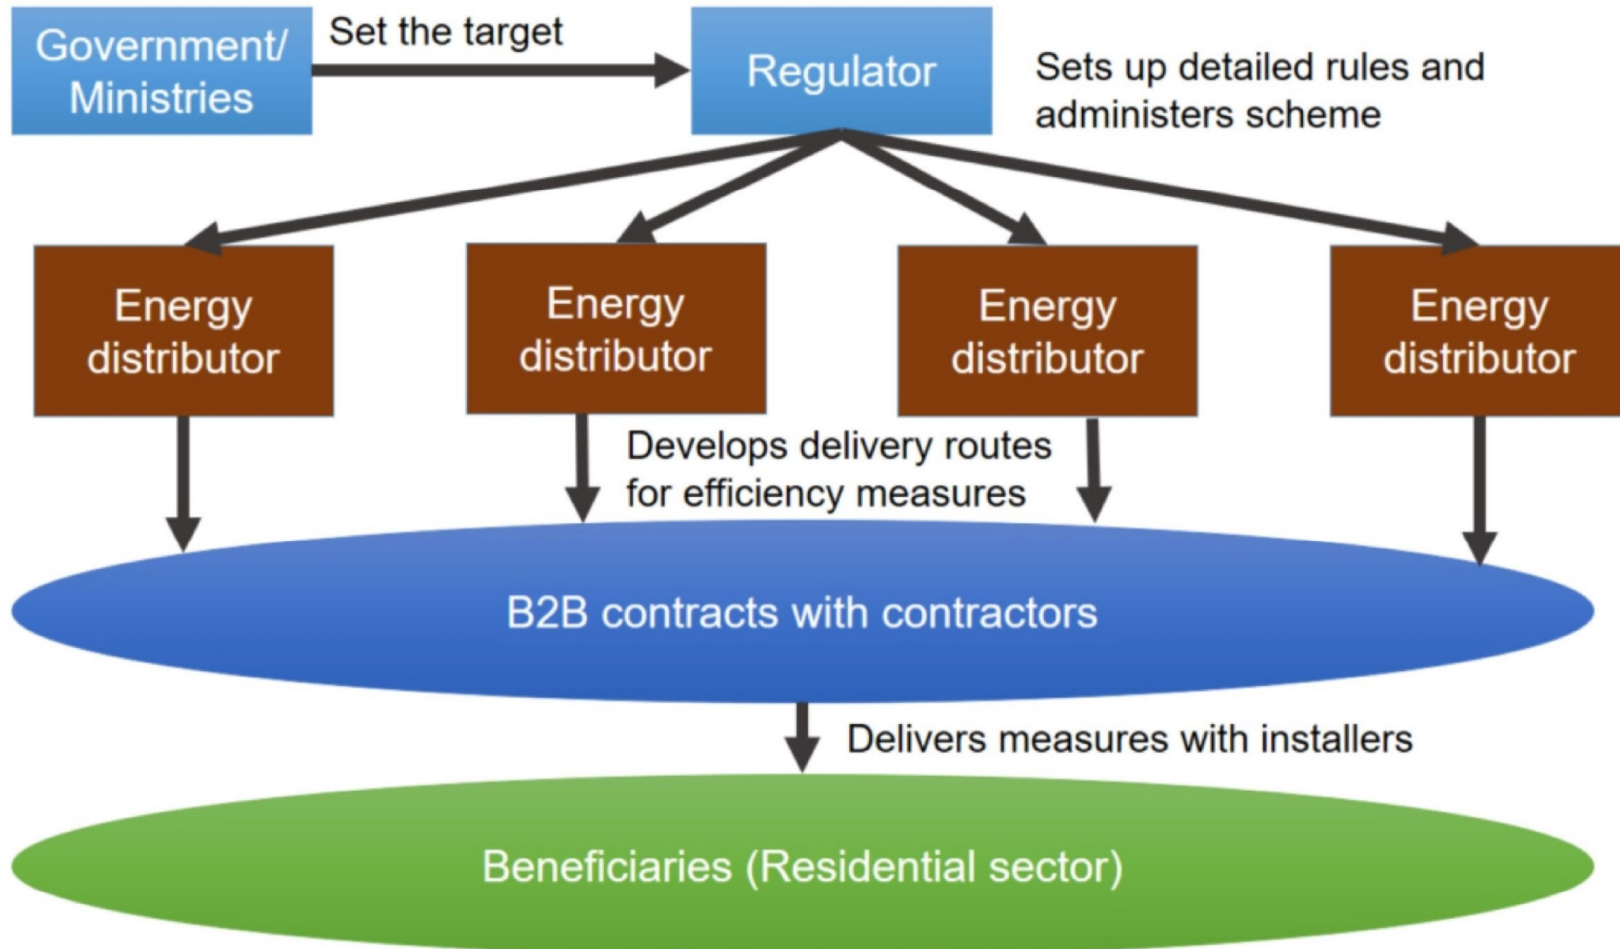 Government/
Ministries
Set the target
Regulator
Sets up detailed rules and
administers scheme
Energy
distributor
Energy
distributor
Energy
distributor
Energy
distributor
Develops delivery routes
for efficiency measures
B2B contracts with contractors
Delivers measures with installers
Beneficiaries (Residential sector)